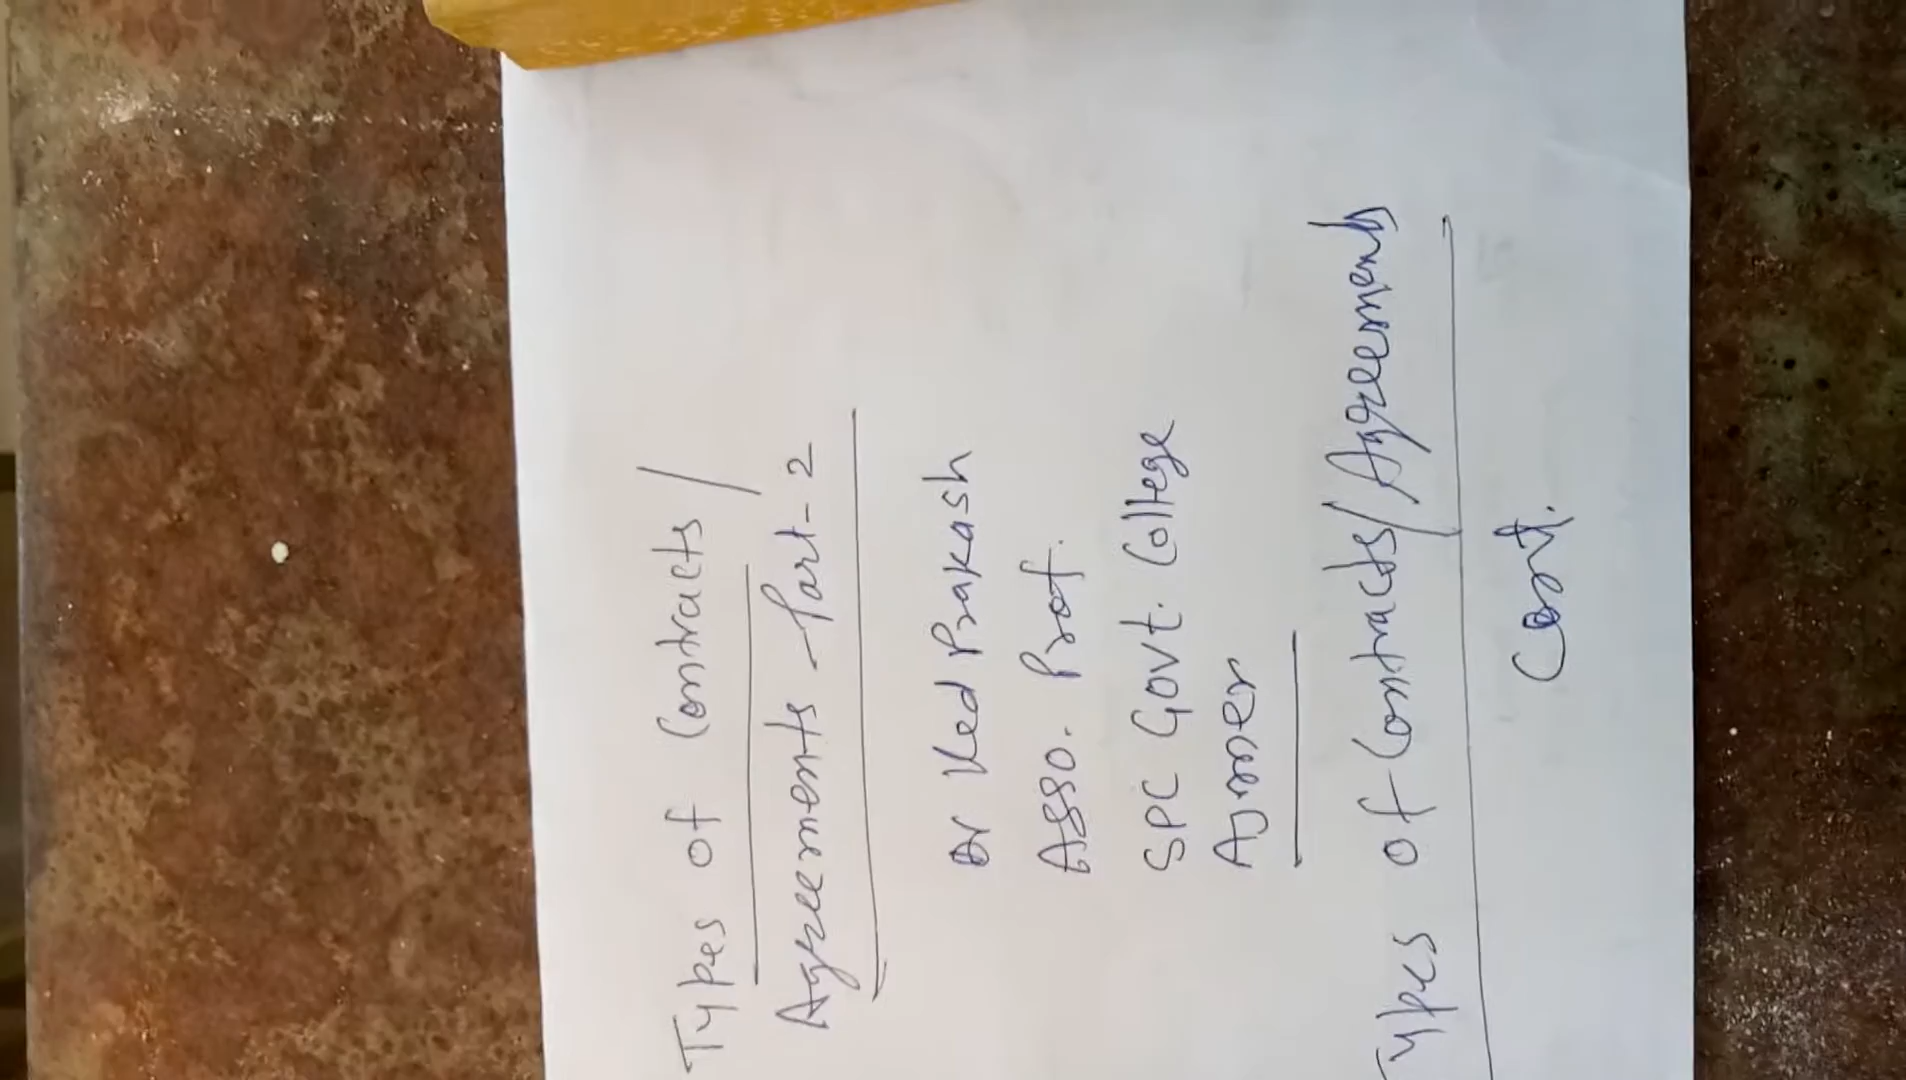 Types of Contracts /
Agreements - Part-2
Dr Ved Prakash
Asso. Prof.
SPC Govt. College
Ajmer
Types of Contracts/Agreements
Cont.